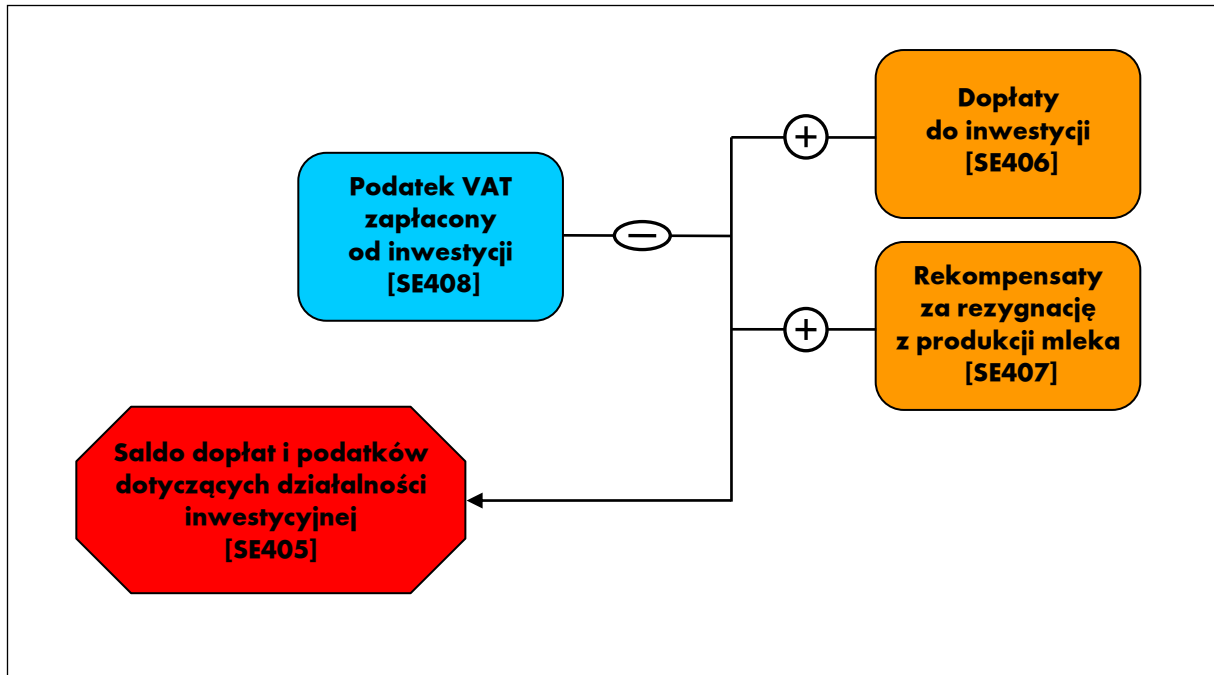 Dopłaty
do inwestycji
[SE406]
+
Podatek VAT
zapłacony
od inwestycji
[SE408]
−
Rekompensaty
za rezygnację
z produkcji mleka
[SE407]
+
Saldo dopłat i podatków
dotyczących działalności
inwestycyjnej
[SE405]